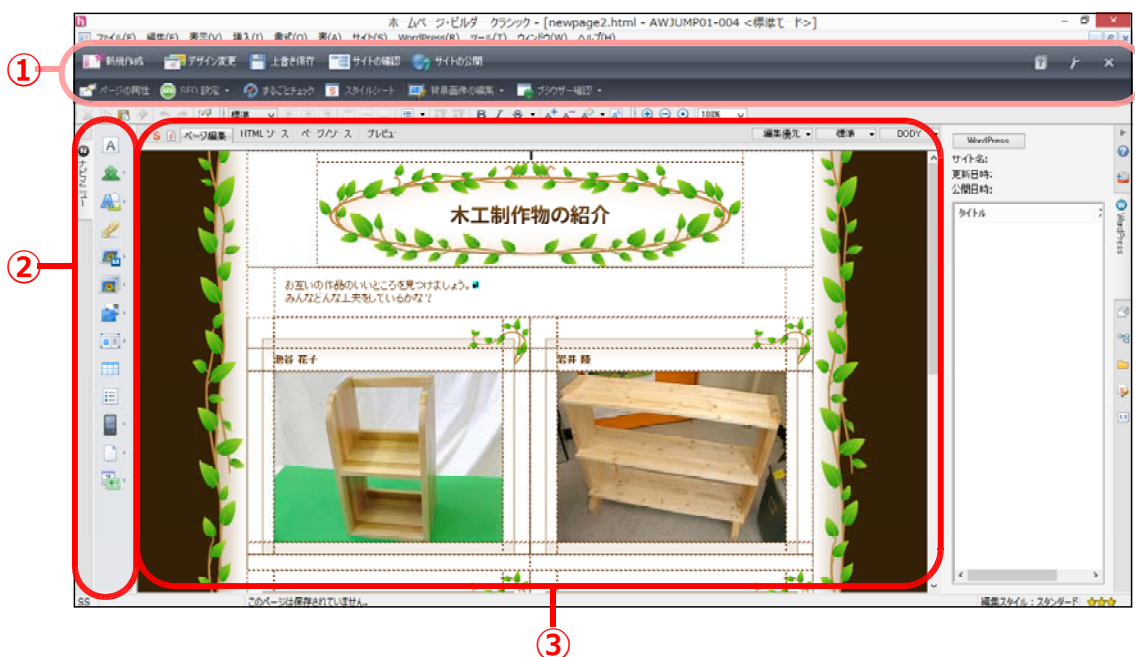 ホームページ・ビルダー クラシック - [newpage2.html - AWJUMP01-004 <標準モード>]
ファイル(F) 編集(E) 表示(V) 挿入(I) 書式(O) 表(A) サイト(S) WordPress(R) ツール(T) ウィンドウ(W) ヘルプ(H)
①
新規作成 デザイン変更 上書き保存 サイトの確認 サイトの公開
ページの属性 SEO 設定 まるごとチェック スタイルシート 背景画像の編集 ブラウザー確認
標準 100%
ページ編集 HTMLソース ページ/ソース プレビュー 編集優先 標準 BODY
ナビメニュー
②
木工制作物の紹介
お互いの作品のいいところを見つけましょう。
みんなどんな工夫をしているかな？
池谷 花子 岩井 睦
WordPress
サイト名:
更新日時:
公開日時:
タイトル
WordPress
SS このページは保存されていません。 編集スタイル：スタンダード
③